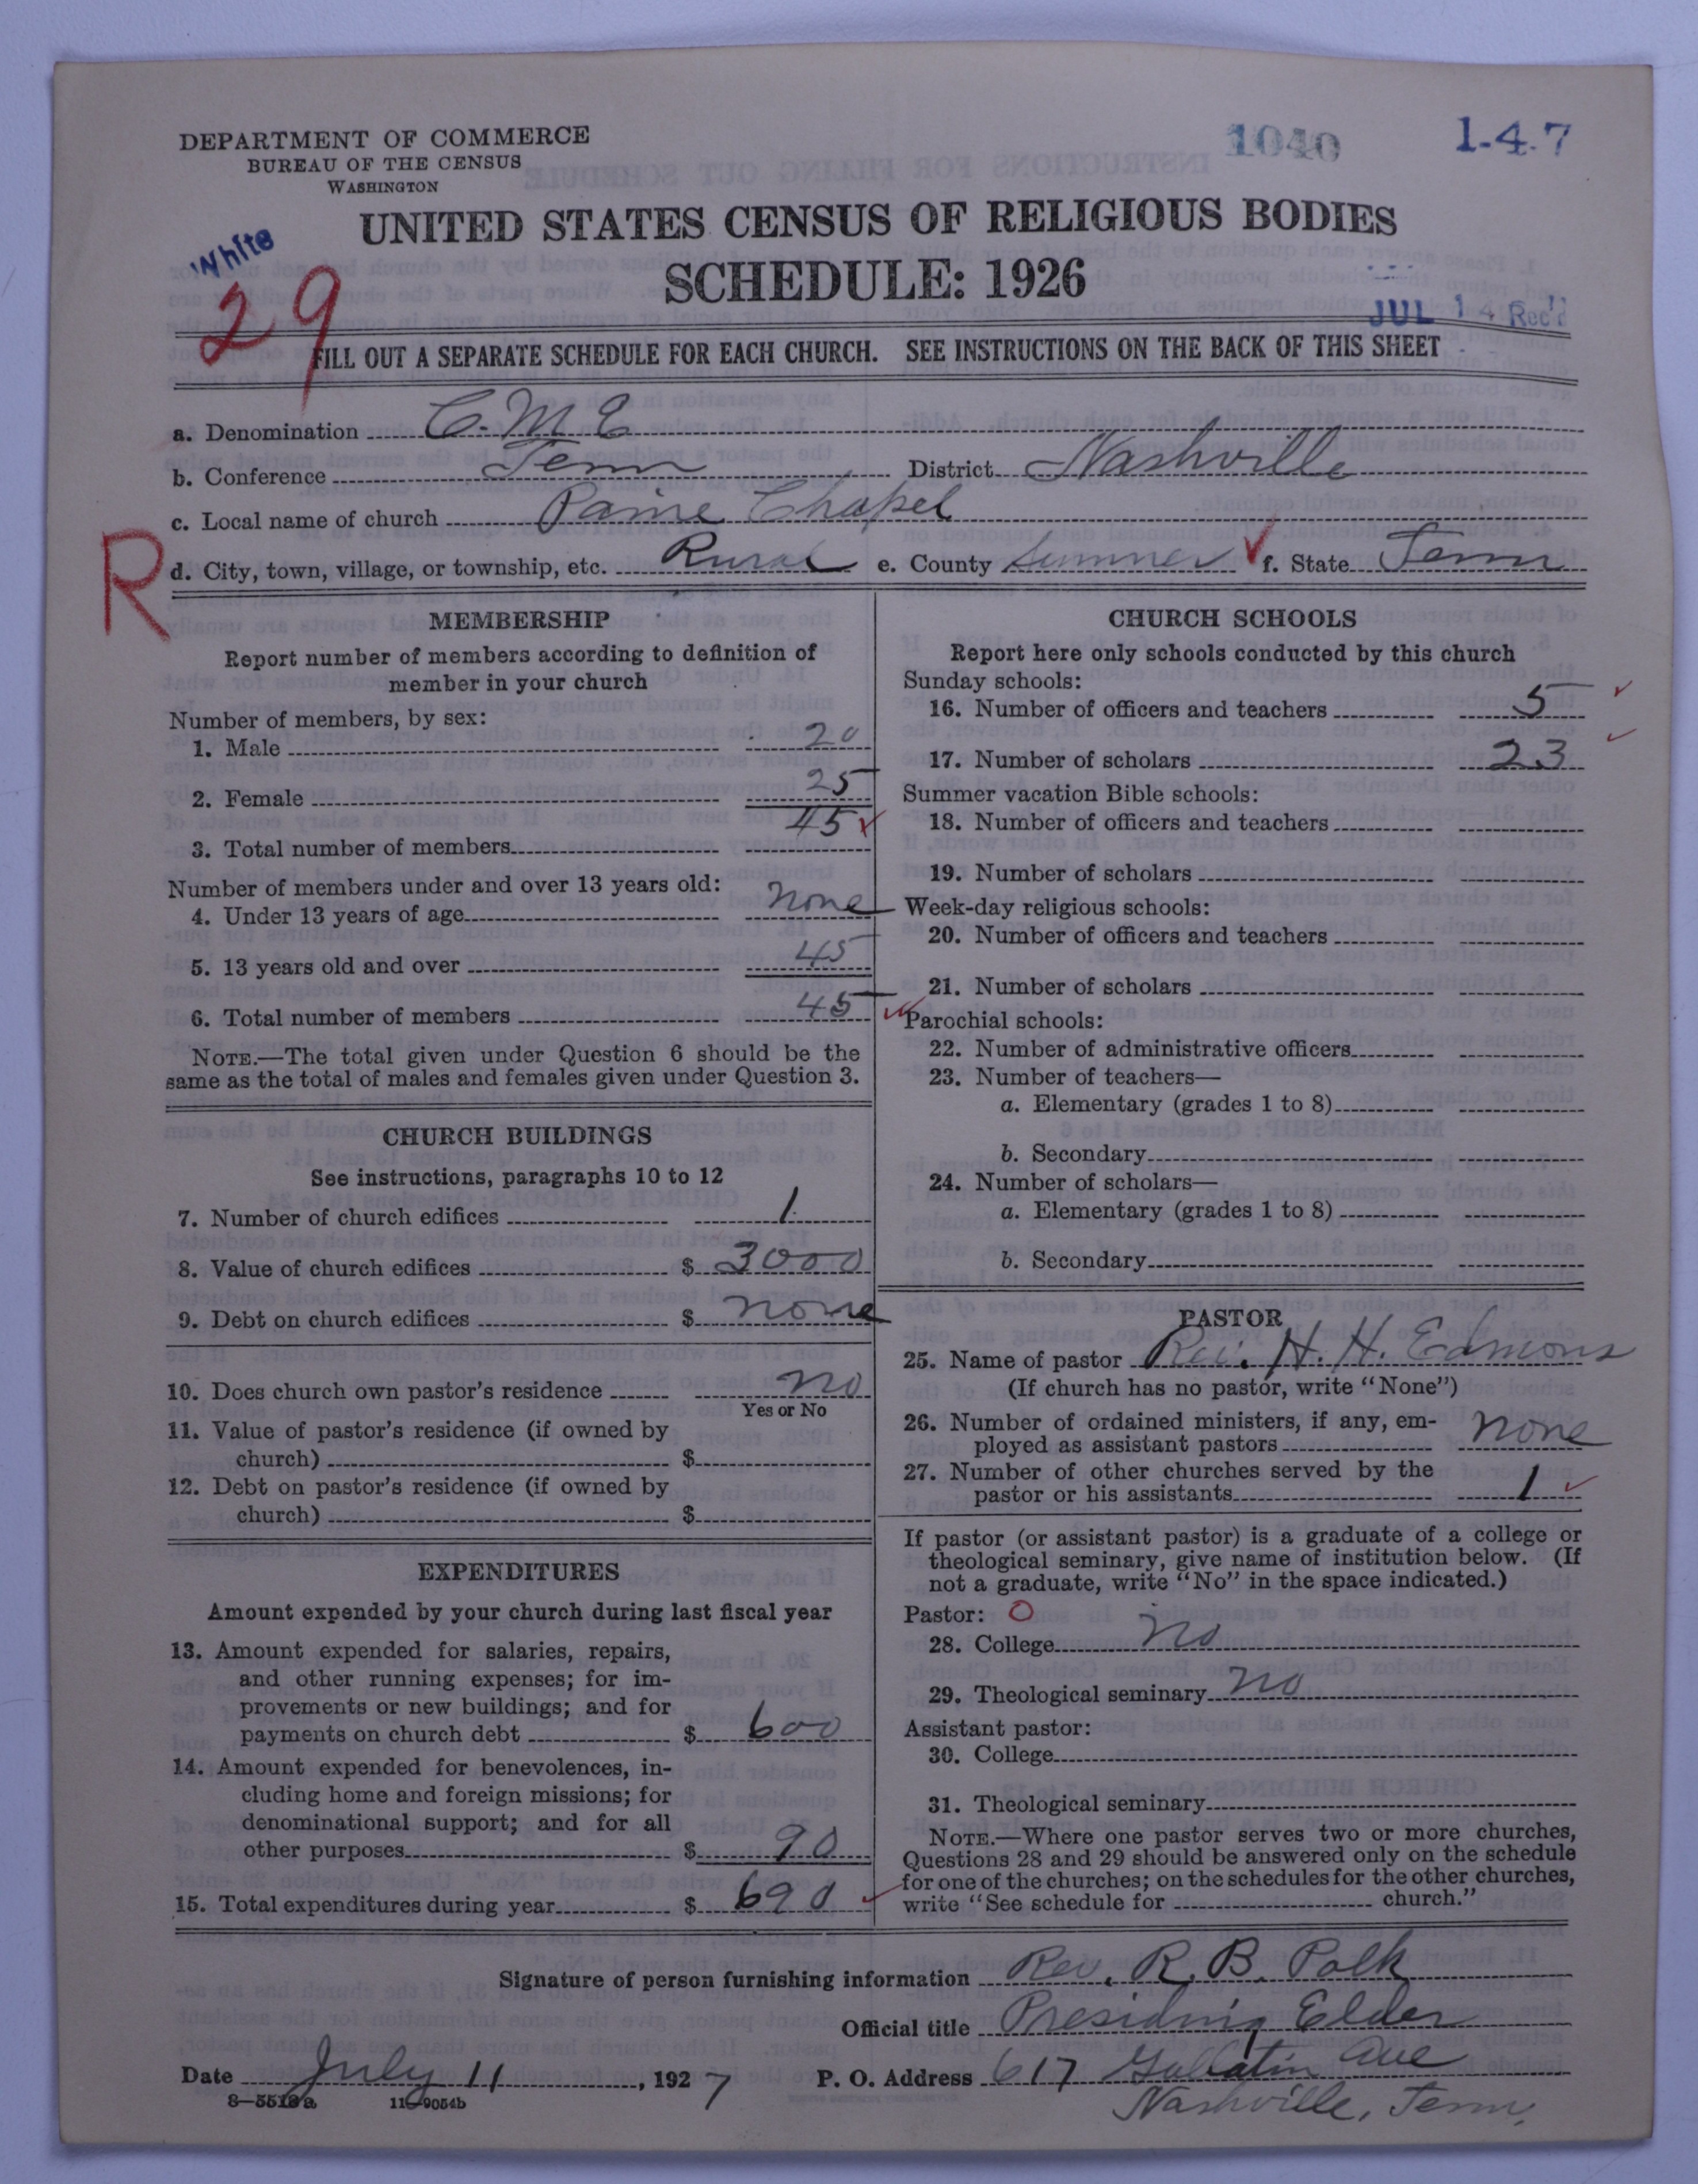 DEPARTMENT OF COMMERCE
BUREAU OF THE CENSUS
WASHINGTON
1040
1-4-7
UNITED STATES CENSUS OF RELIGIOUS BODIES
SCHEDULE: 1926
White
29
JUL 14 Rec'd
FILL OUT A SEPARATE SCHEDULE FOR EACH CHURCH. SEE INSTRUCTIONS ON THE BACK OF THIS SHEET
a. Denomination C. M. E
b. Conference Tenn District Nashville
c. Local name of church Paine Chapel
R
d. City, town, village, or township, etc. Rural e. County Sumner f. State Tenn
MEMBERSHIP
Report number of members according to definition of
member in your church
Number of members, by sex:
1. Male 20
2. Female 25
3. Total number of members 45
Number of members under and over 13 years old:
4. Under 13 years of age none
5. 13 years old and over 45
6. Total number of members 45
NOTE.—The total given under Question 6 should be the
same as the total of males and females given under Question 3.
CHURCH BUILDINGS
See instructions, paragraphs 10 to 12
7. Number of church edifices 1
8. Value of church edifices $ 3000
9. Debt on church edifices $ none
10. Does church own pastor's residence no
Yes or No
11. Value of pastor's residence (if owned by
church) $
12. Debt on pastor's residence (if owned by
church) $
EXPENDITURES
Amount expended by your church during last fiscal year
13. Amount expended for salaries, repairs,
and other running expenses; for im-
provements or new buildings; and for
payments on church debt $ 600
14. Amount expended for benevolences, in-
cluding home and foreign missions; for
denominational support; and for all
other purposes $ 90
15. Total expenditures during year $ 690
CHURCH SCHOOLS
Report here only schools conducted by this church
Sunday schools:
16. Number of officers and teachers 5
17. Number of scholars 23
Summer vacation Bible schools:
18. Number of officers and teachers
19. Number of scholars
Week-day religious schools:
20. Number of officers and teachers
21. Number of scholars
Parochial schools:
22. Number of administrative officers
23. Number of teachers—
a. Elementary (grades 1 to 8)
b. Secondary
24. Number of scholars—
a. Elementary (grades 1 to 8)
b. Secondary
PASTOR
25. Name of pastor Rev. H. H. Edmons
(If church has no pastor, write "None")
26. Number of ordained ministers, if any, em-
ployed as assistant pastors none
27. Number of other churches served by the
pastor or his assistants 1
If pastor (or assistant pastor) is a graduate of a college or
theological seminary, give name of institution below. (If
not a graduate, write "No" in the space indicated.)
Pastor: O
28. College no
29. Theological seminary no
Assistant pastor:
30. College
31. Theological seminary
NOTE.—Where one pastor serves two or more churches,
Questions 28 and 29 should be answered only on the schedule
for one of the churches; on the schedules for the other churches,
write "See schedule for church."
Signature of person furnishing information Rev. R. B. Polk
Official title Presiding Elder
Date July 11, 1927 P. O. Address 617 Gallatin Ave
8—5518a 11—9054b Nashville, Tenn.